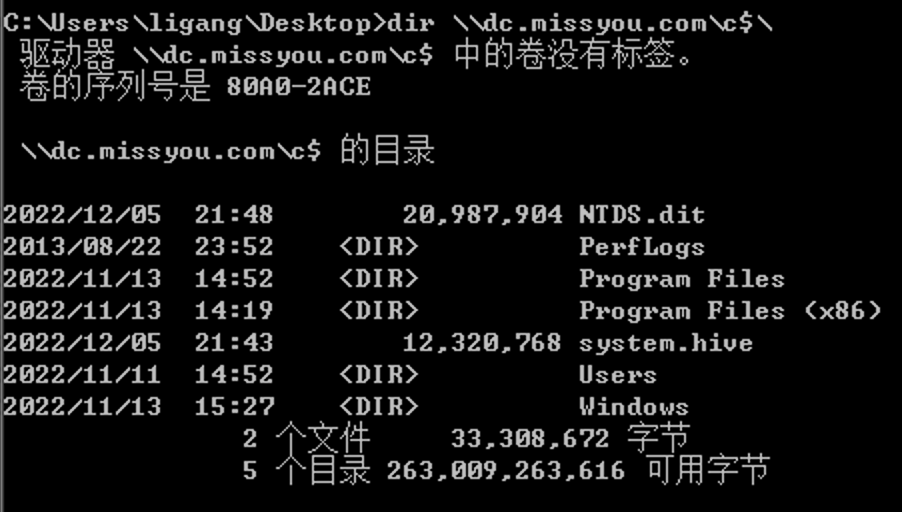 C:\Users\ligang\Desktop>dir \\dc.missyou.com\c$\
驱动器 \\dc.missyou.com\c$ 中的卷没有标签。
卷的序列号是 80A0-2ACE
\\dc.missyou.com\c$ 的目录
2022/12/05  21:48        20,987,904 NTDS.dit
2013/08/22  23:52    <DIR>          PerfLogs
2022/11/13  14:52    <DIR>          Program Files
2022/11/13  14:19    <DIR>          Program Files (x86)
2022/12/05  21:43        12,320,768 system.hive
2022/11/11  14:52    <DIR>          Users
2022/11/13  15:27    <DIR>          Windows
2 个文件     33,308,672 字节
5 个目录 263,009,263,616 可用字节